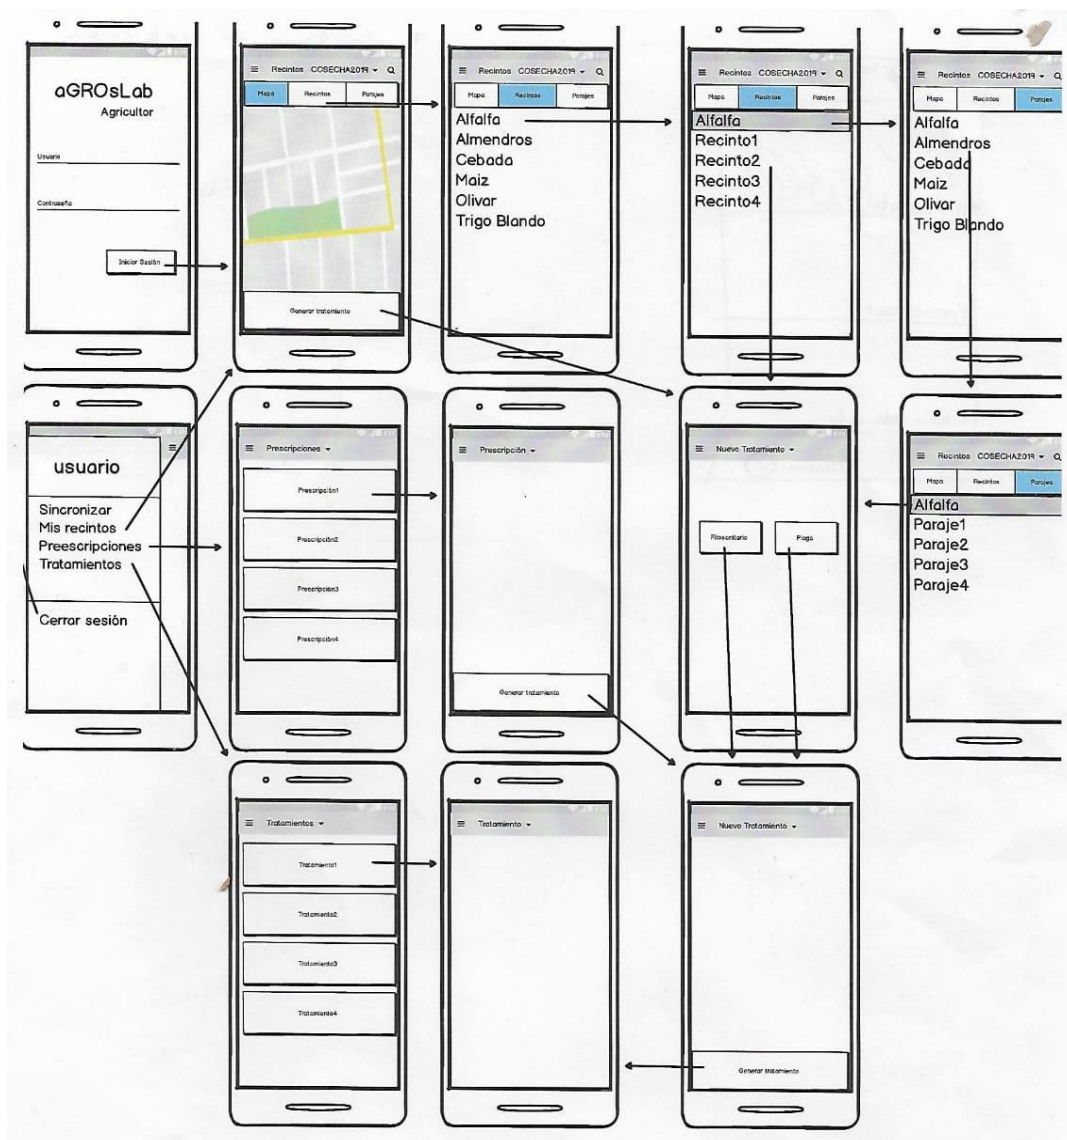 aGROsLab
Agricultor
Usuario
Contraseña
Iniciar Sesión
Recintos COSECHA2019
Mapa Recintos Parajes
Generar tratamiento
Recintos COSECHA2019
Mapa Recintos Parajes
Alfalfa
Almendros
Cebada
Maiz
Olivar
Trigo Blando
Recintos COSECHA2019
Mapa Recintos Parajes
Alfalfa
Recinto1
Recinto2
Recinto3
Recinto4
Recintos COSECHA2019
Mapa Recintos Parajes
Alfalfa
Almendros
Cebada
Maiz
Olivar
Trigo Blando
usuario
Sincronizar
Mis recintos
Preescripciones
Tratamientos
Cerrar sesión
Prescripciones
Prescripción1
Prescripción2
Prescripción3
Prescripción4
Prescripción
Generar tratamiento
Nuevo Tratamiento
Fitosanitario Plaga
Recintos COSECHA2019
Mapa Recintos Parajes
Alfalfa
Paraje1
Paraje2
Paraje3
Paraje4
Tratamientos
Tratamiento1
Tratamiento2
Tratamiento3
Tratamiento4
Tratamiento
Nuevo Tratamiento
Generar tratamiento